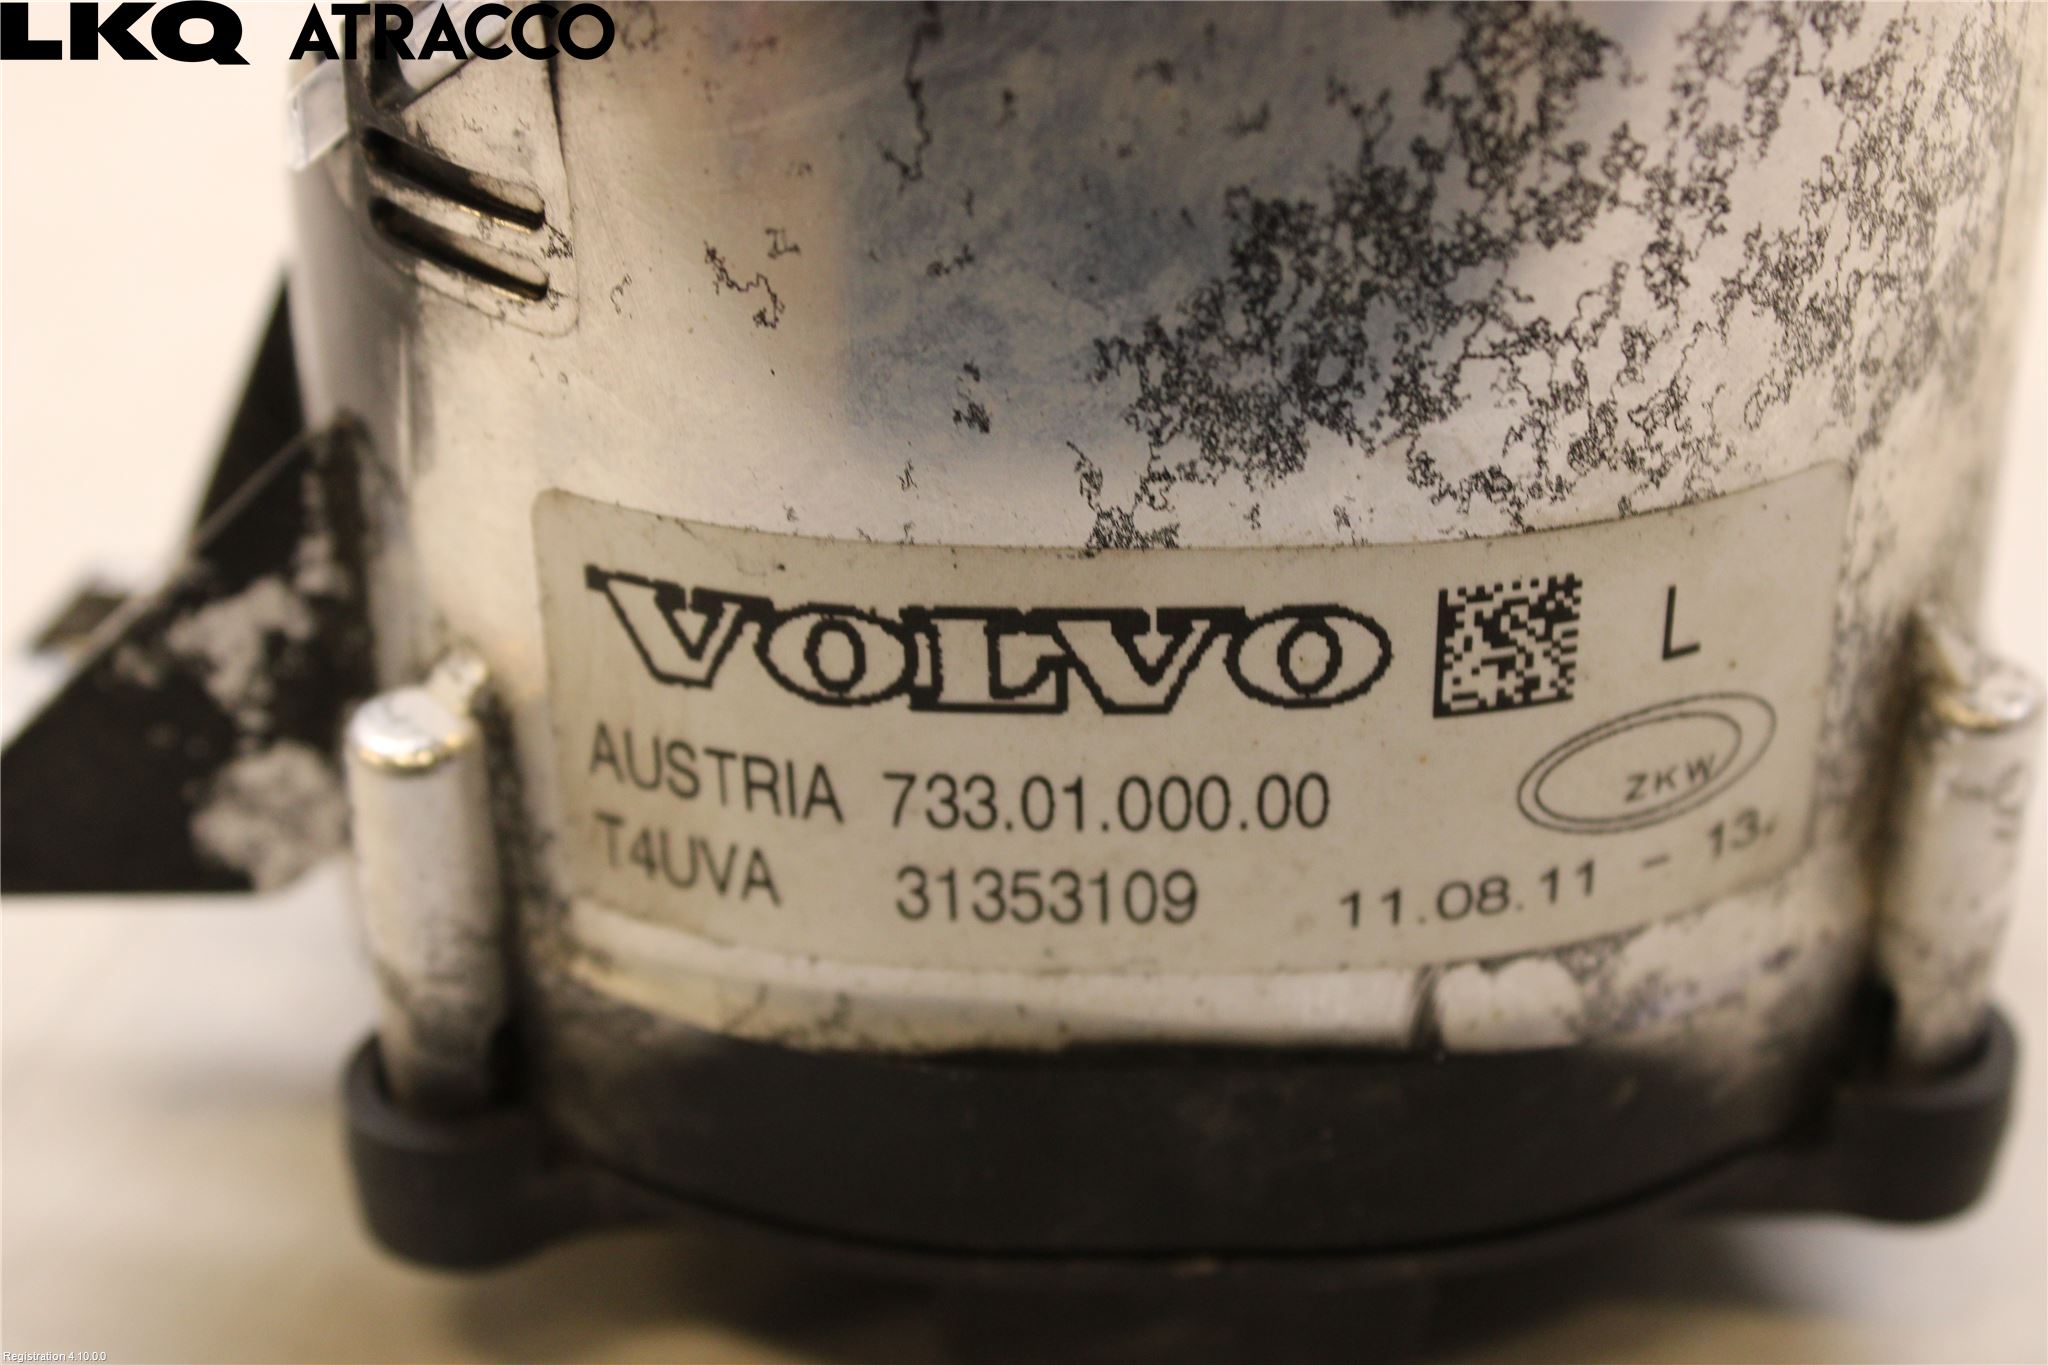 LKQ ATRACCO
VOLVO L
AUSTRIA 733.01.000.00 ZKW
T4UVA 31353109 11.08.11 - 13.
Registration 4.10.0.0